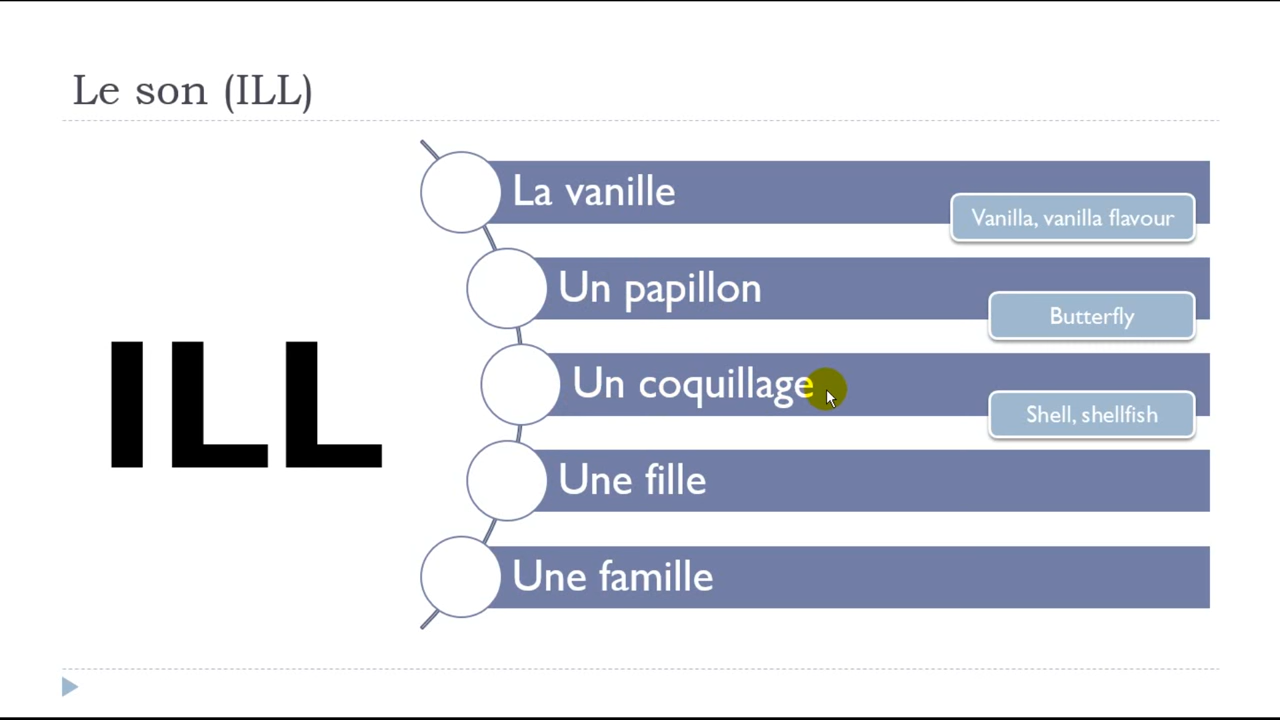 Le son (ILL)
ILL
La vanille
Vanilla, vanilla flavour
Un papillon
Butterfly
Un coquillage
Shell, shellfish
Une fille
Une famille